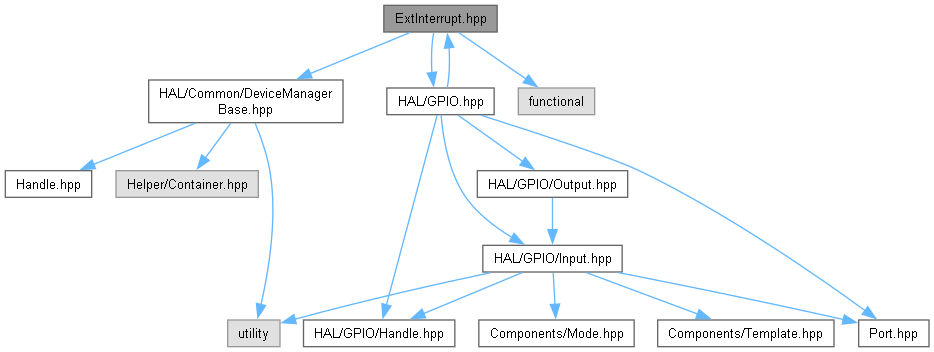 ExtInterrupt.hpp
HAL/Common/DeviceManager
Base.hpp
HAL/GPIO.hpp
functional
Handle.hpp
Helper/Container.hpp
HAL/GPIO/Output.hpp
HAL/GPIO/Input.hpp
utility
HAL/GPIO/Handle.hpp
Components/Mode.hpp
Components/Template.hpp
Port.hpp